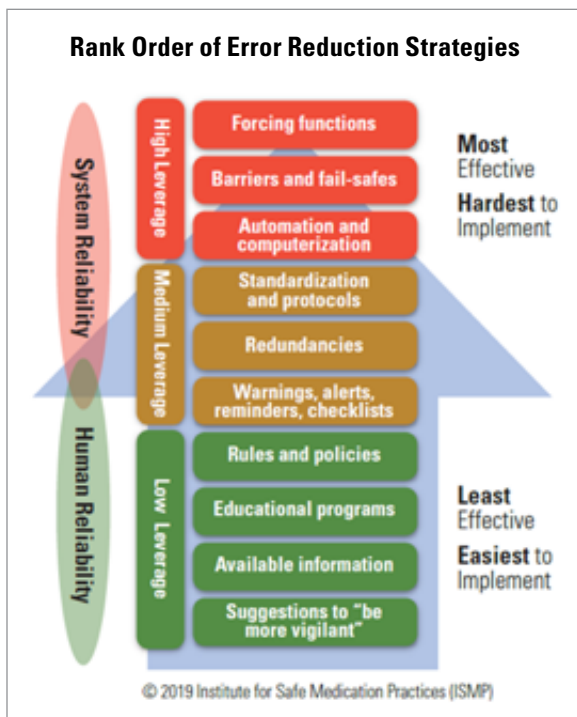 Rank Order of Error Reduction Strategies
System Reliability
Human Reliability
High Leverage
Medium Leverage
Low Leverage
Forcing functions
Barriers and fail-safes
Automation and
computerization
Standardization
and protocols
Redundancies
Warnings, alerts,
reminders, checklists
Rules and policies
Educational programs
Available information
Suggestions to “be
more vigilant”
Most
Effective
Hardest to
Implement
Least
Effective
Easiest to
Implement
© 2019 Institute for Safe Medication Practices (ISMP)